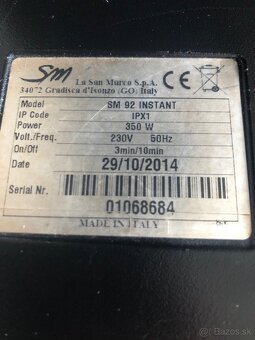 SM
La San Marco S.p.A.
34072 Gradisca d'Isonzo (GO) Italy
CE
Model SM 92 INSTANT
IP Code IPX1
Power 350 W
Volt./Freq. 230V 50Hz
On/Off 3min/10min
Date 29/10/2014
Serial Nr. 01068684
MADE IN ITALY
bazos.sk